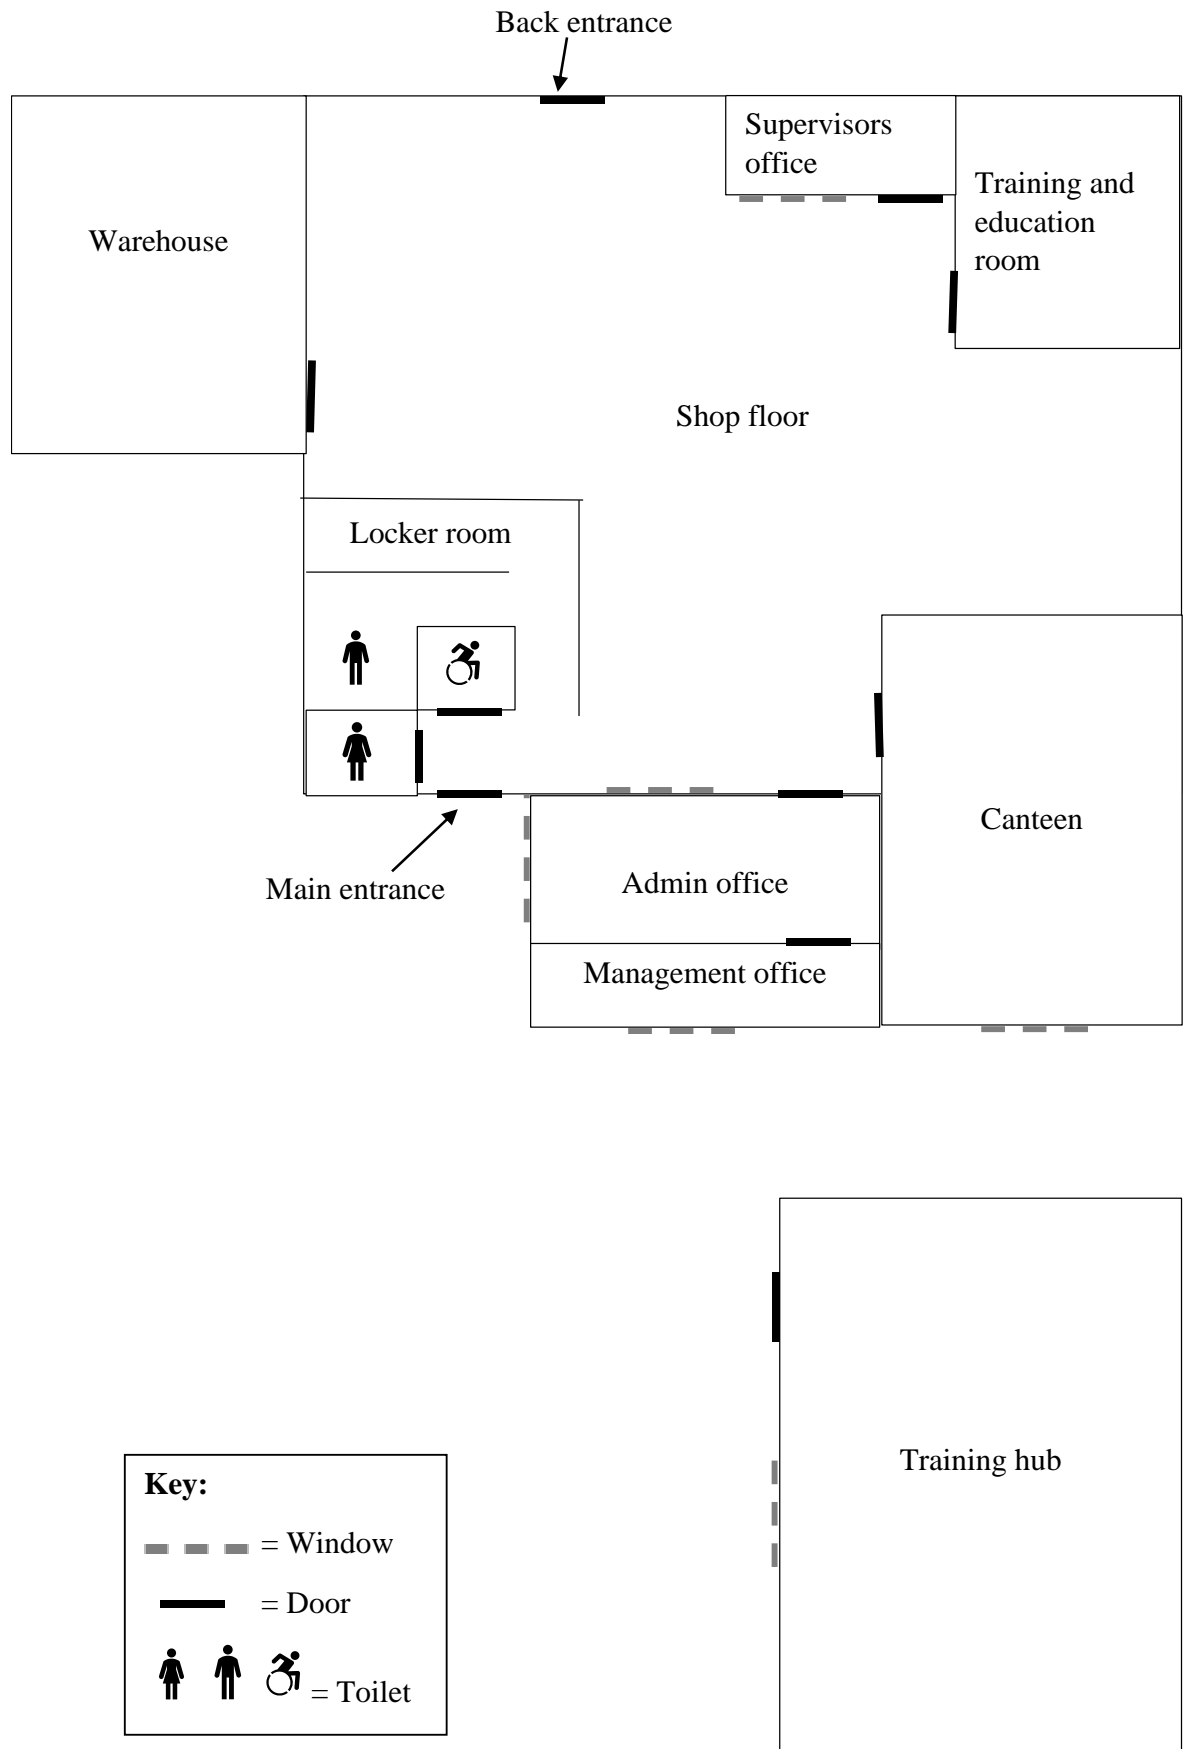 Back entrance
Supervisors
office
Training and
education
room
Warehouse
Shop floor
Locker room
Canteen
Admin office
Main entrance
Management office
Training hub
Key:
= Window
= Door
= Toilet